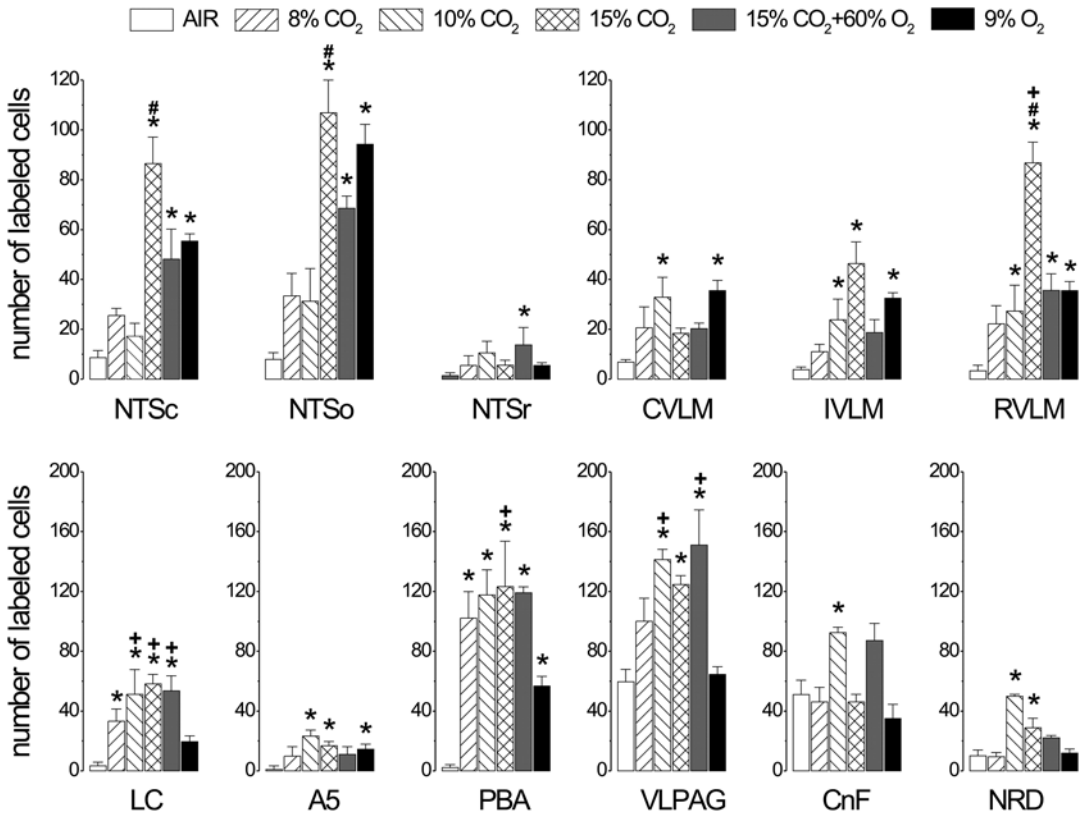 AIR 8% CO2 10% CO2 15% CO2 15% CO2+60% O2 9% O2
number of labeled cells
120
100
80
60
40
20
0
# * * *
# * * *
*
NTSc NTSo NTSr
120
100
80
60
40
20
0
* *
* * *
* + # * * *
CVLM IVLM RVLM
number of labeled cells
200 200 200 200 200 200
160 160 160 160 160 160
120 120 120 120 120 120
80 80 80 80 80 80
40 40 40 40 40 40
0 0 0 0 0 0
* + * + * + *
* * *
* * + * * *
+ * * + *
*
* *
LC A5 PBA VLPAG CnF NRD